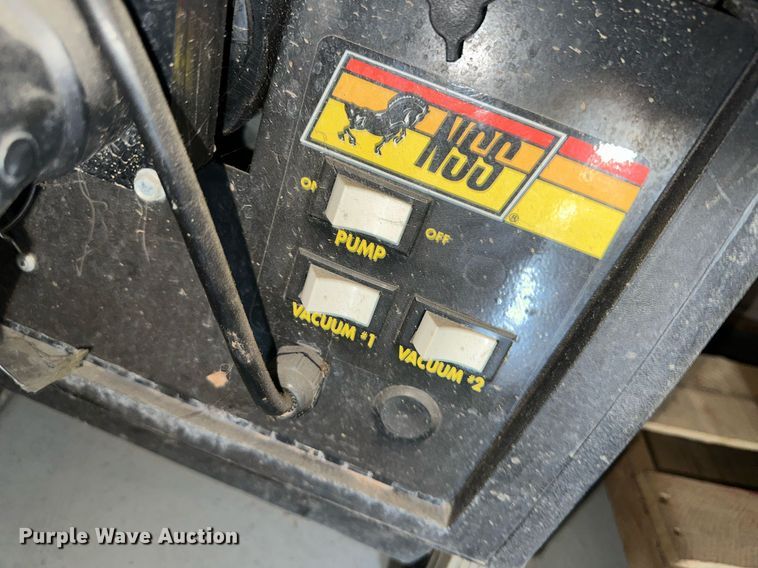 NSS
®
ON
OFF
PUMP
VACUUM #1
VACUUM #2
Purple Wave Auction